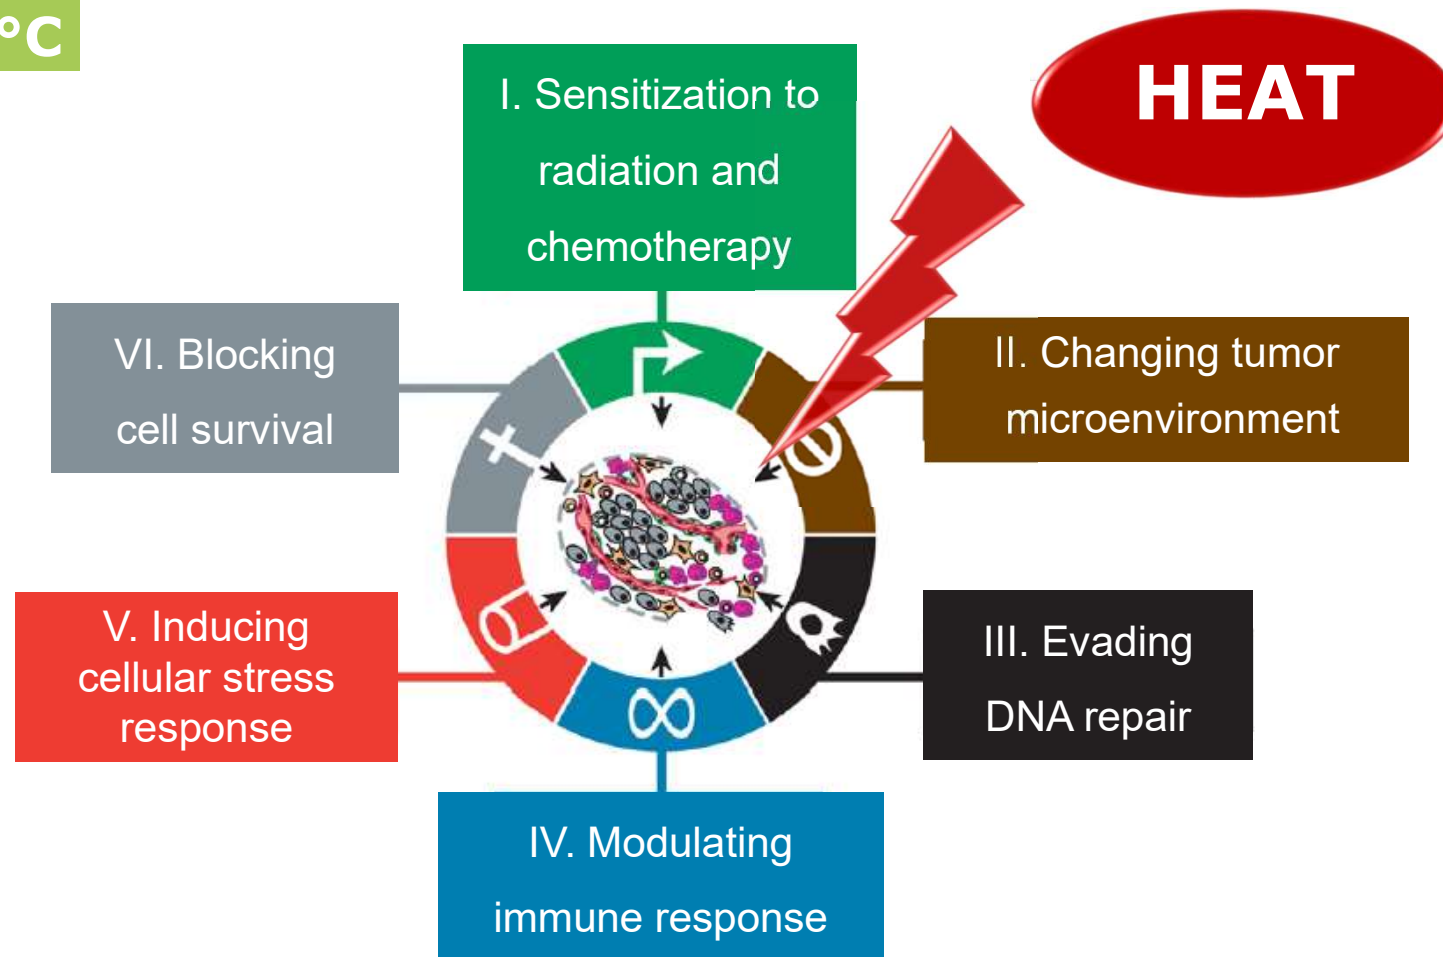 °C
HEAT
I. Sensitization to
radiation and
chemotherapy
II. Changing tumor
microenvironment
III. Evading
DNA repair
IV. Modulating
immune response
V. Inducing
cellular stress
response
VI. Blocking
cell survival